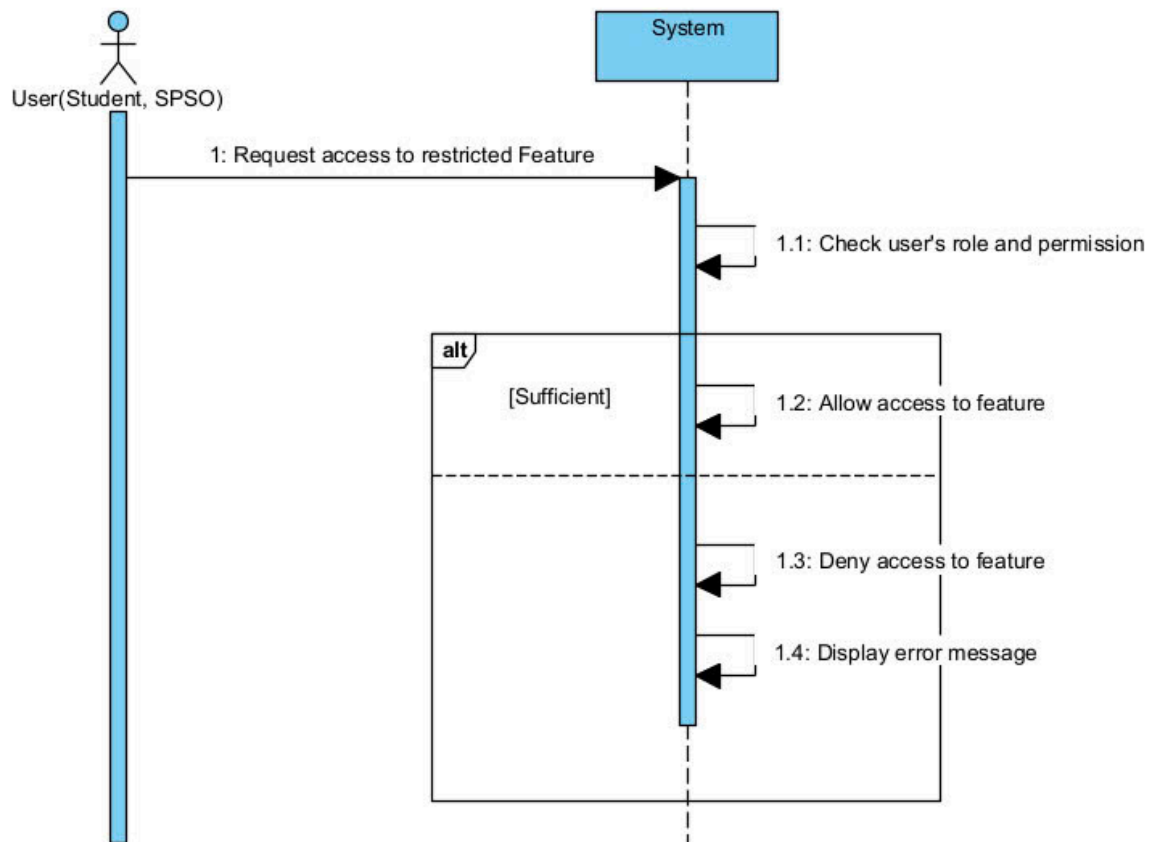 System
User(Student, SPSO)
1: Request access to restricted Feature
1.1: Check user's role and permission
alt
[Sufficient]
1.2: Allow access to feature
1.3: Deny access to feature
1.4: Display error message